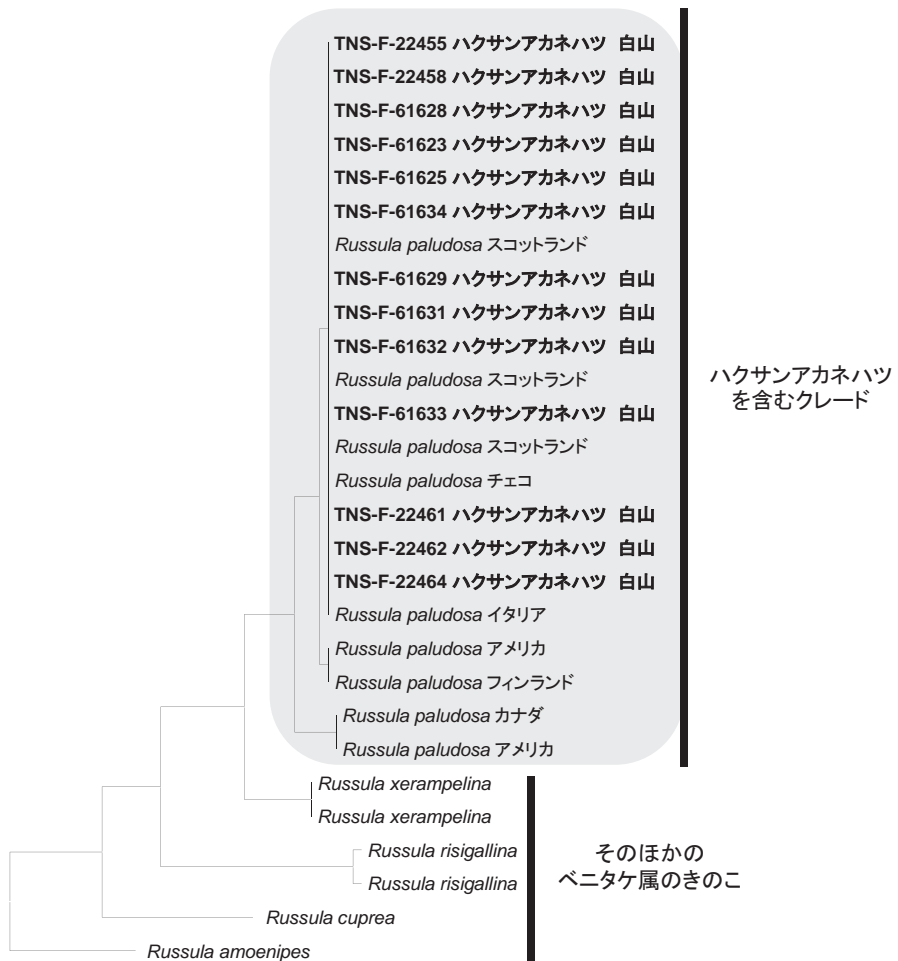 TNS-F-22455 ハクサンアカネハツ 白山
TNS-F-22458 ハクサンアカネハツ 白山
TNS-F-61628 ハクサンアカネハツ 白山
TNS-F-61623 ハクサンアカネハツ 白山
TNS-F-61625 ハクサンアカネハツ 白山
TNS-F-61634 ハクサンアカネハツ 白山
Russula paludosa スコットランド
TNS-F-61629 ハクサンアカネハツ 白山
TNS-F-61631 ハクサンアカネハツ 白山
TNS-F-61632 ハクサンアカネハツ 白山
Russula paludosa スコットランド
TNS-F-61633 ハクサンアカネハツ 白山
Russula paludosa スコットランド
Russula paludosa チェコ
TNS-F-22461 ハクサンアカネハツ 白山
TNS-F-22462 ハクサンアカネハツ 白山
TNS-F-22464 ハクサンアカネハツ 白山
Russula paludosa イタリア
Russula paludosa アメリカ
Russula paludosa フィンランド
Russula paludosa カナダ
Russula paludosa アメリカ
ハクサンアカネハツ
を含むクレード
Russula xerampelina
Russula xerampelina
Russula risigallina
Russula risigallina
Russula cuprea
Russula amoenipes
そのほかの
ベニタケ属のきのこ